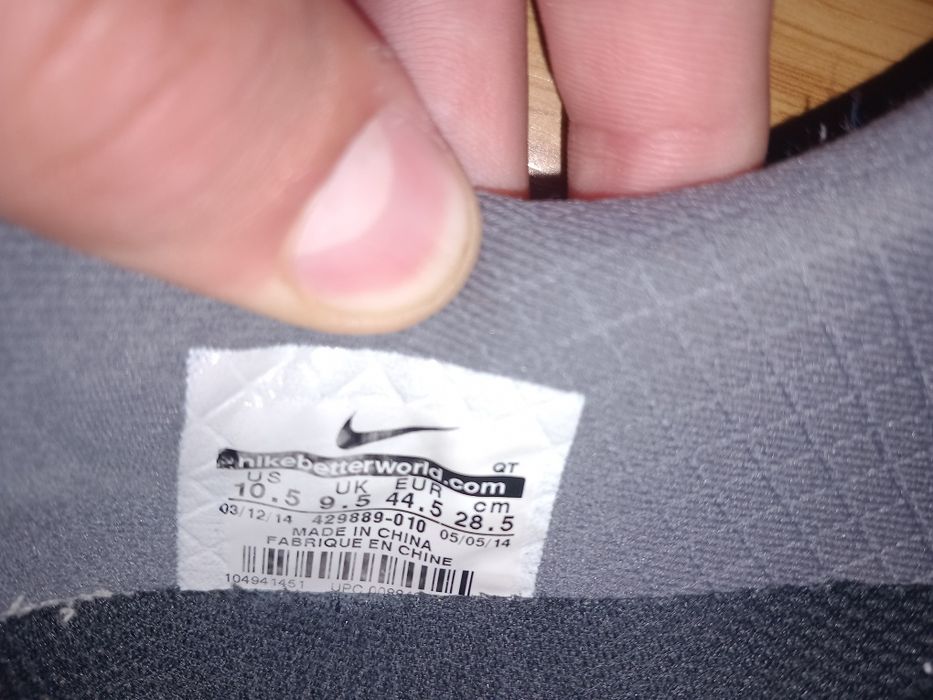 nikebetterworld.com QT
US UK EUR cm
10.5 9.5 44.5 28.5
03/12/14 429889-010 05/05/14
MADE IN CHINA
FABRIQUE EN CHINE
104941451 UPC